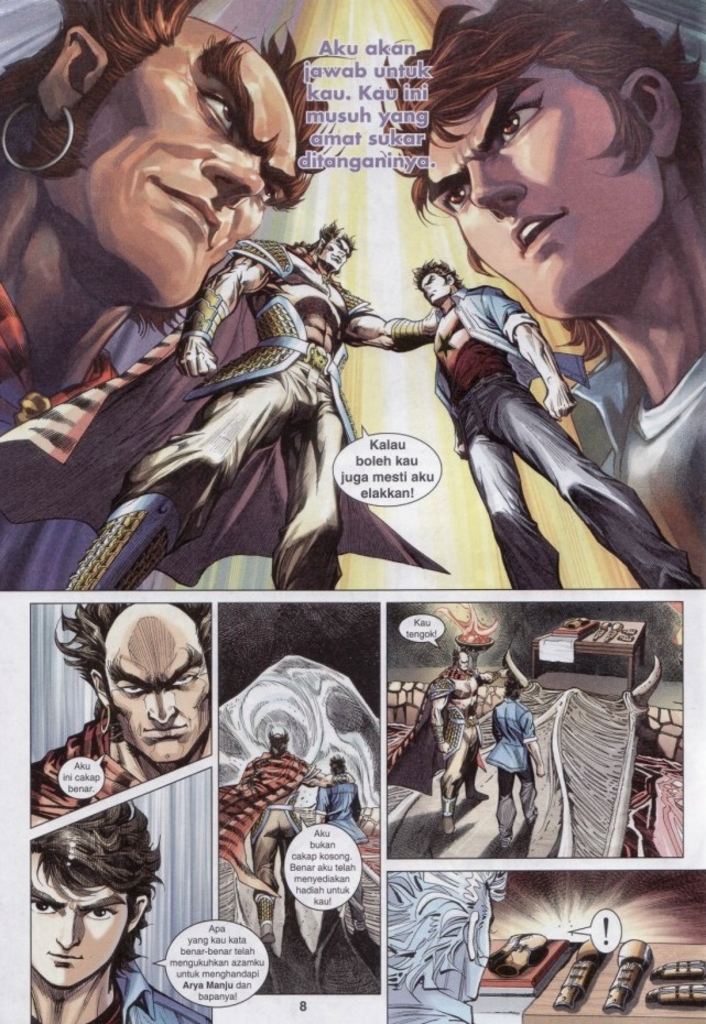 Aku akan
jawab untuk
kau. Kau ini
musuh yang
amat sukar
ditanganinya.
Kalau
boleh kau
juga mesti aku
elakkan!
Aku
ini cakap
benar.
Apa
yang kau kata
benar-benar telah
mengukuhkan azamku
untuk menghandapi
Arya Manju dan
bapanya!
Aku
bukan
cakap kosong.
Benar aku telah
menyediakan
hadiah untuk
kau!
Kau
tengok!
!
8